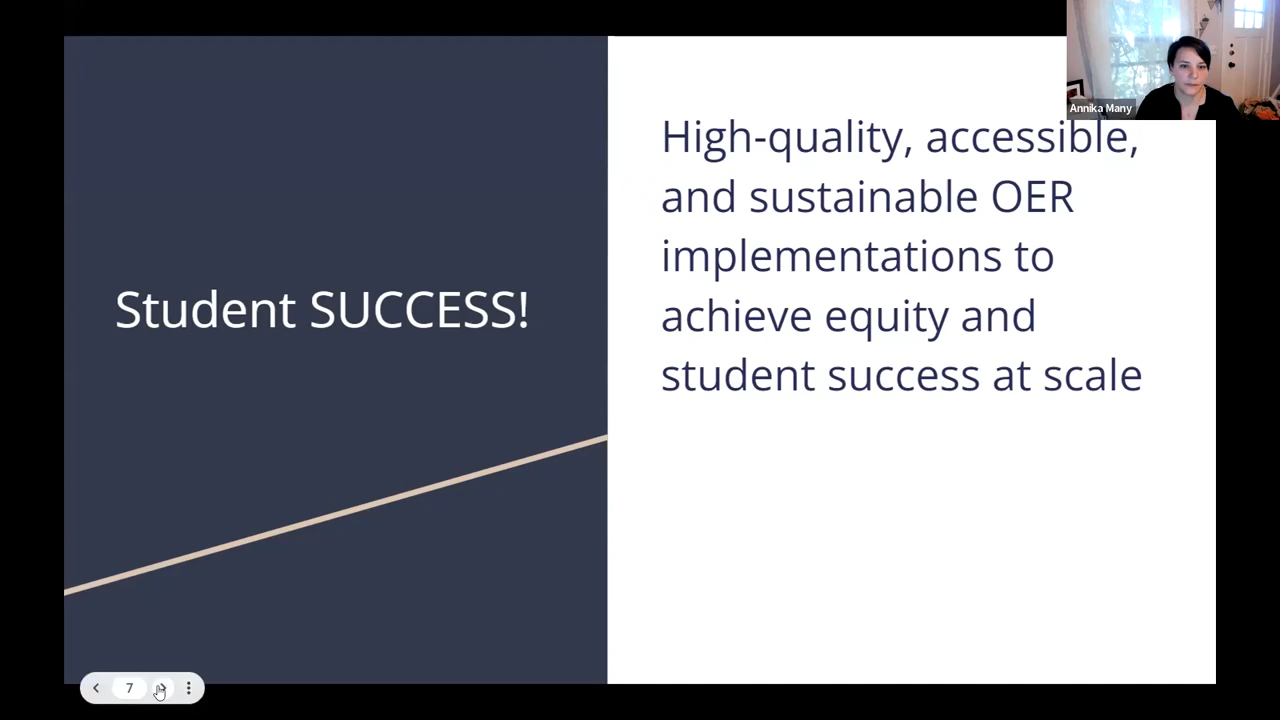 Annika Many
Student SUCCESS!
High-quality, accessible,
and sustainable OER
implementations to
achieve equity and
student success at scale
7